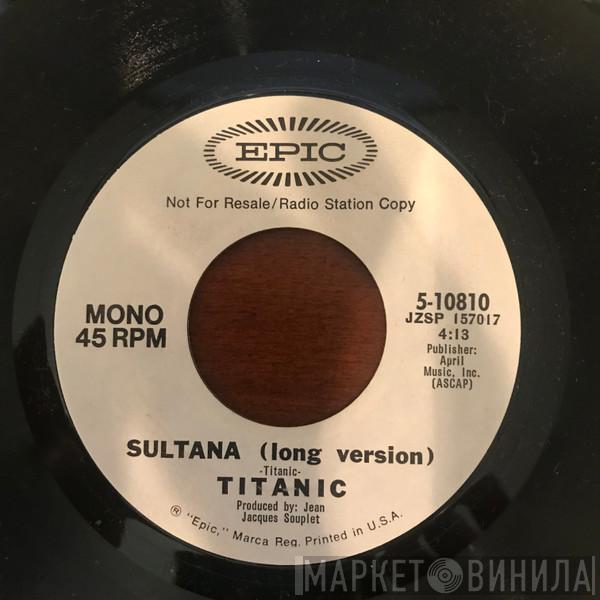 EPIC
Not For Resale/Radio Station Copy
MONO
45 RPM
5-10810
JZSP 157017
4:13
Publisher:
April
Music, Inc.
(ASCAP)
SULTANA (long version)
-Titanic-
TITANIC
Produced by: Jean
Jacques Souplet
® "Epic," Marca Reg. Printed in U.S.A.
МАРКЕТ ВИНИЛА